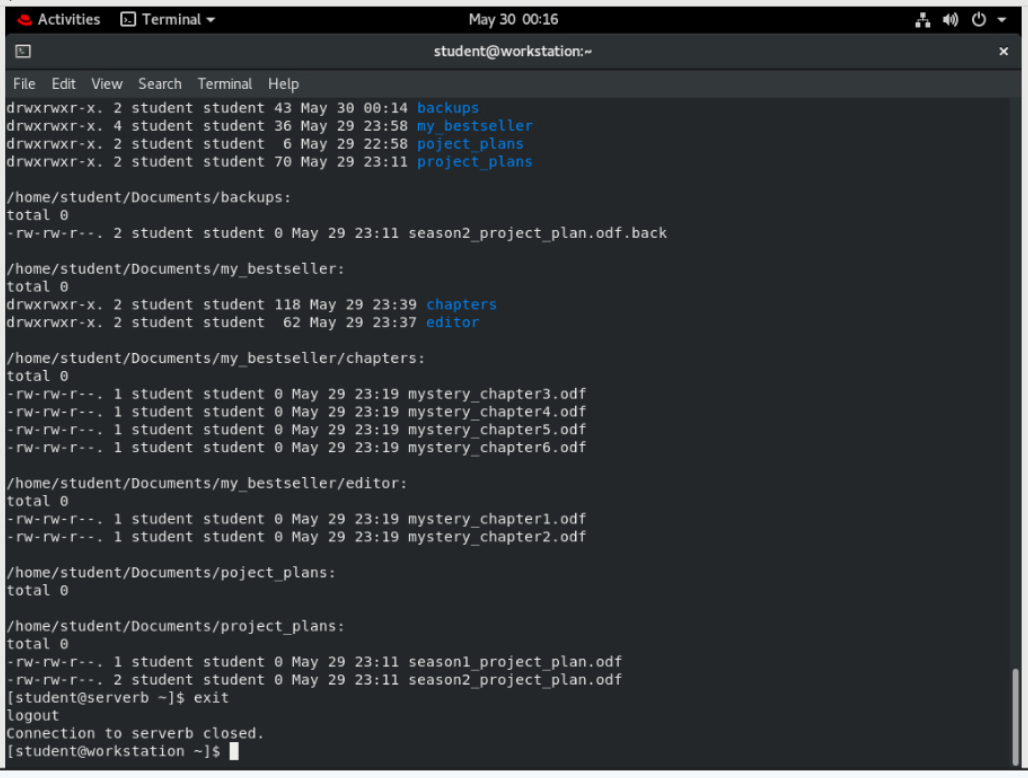 Activities Terminal May 30 00:16
student@workstation:~
File Edit View Search Terminal Help
drwxrwxr-x. 2 student student 43 May 30 00:14 backups
drwxrwxr-x. 4 student student 36 May 29 23:58 my_bestseller
drwxrwxr-x. 2 student student  6 May 29 22:58 poject_plans
drwxrwxr-x. 2 student student 70 May 29 23:11 project_plans

/home/student/Documents/backups:
total 0
-rw-rw-r--. 2 student student 0 May 29 23:11 season2_project_plan.odf.back

/home/student/Documents/my_bestseller:
total 0
drwxrwxr-x. 2 student student 118 May 29 23:39 chapters
drwxrwxr-x. 2 student student  62 May 29 23:37 editor

/home/student/Documents/my_bestseller/chapters:
total 0
-rw-rw-r--. 1 student student 0 May 29 23:19 mystery_chapter3.odf
-rw-rw-r--. 1 student student 0 May 29 23:19 mystery_chapter4.odf
-rw-rw-r--. 1 student student 0 May 29 23:19 mystery_chapter5.odf
-rw-rw-r--. 1 student student 0 May 29 23:19 mystery_chapter6.odf

/home/student/Documents/my_bestseller/editor:
total 0
-rw-rw-r--. 1 student student 0 May 29 23:19 mystery_chapter1.odf
-rw-rw-r--. 1 student student 0 May 29 23:19 mystery_chapter2.odf

/home/student/Documents/poject_plans:
total 0

/home/student/Documents/project_plans:
total 0
-rw-rw-r--. 1 student student 0 May 29 23:11 season1_project_plan.odf
-rw-rw-r--. 2 student student 0 May 29 23:11 season2_project_plan.odf
[student@serverb ~]$ exit
logout
Connection to serverb closed.
[student@workstation ~]$